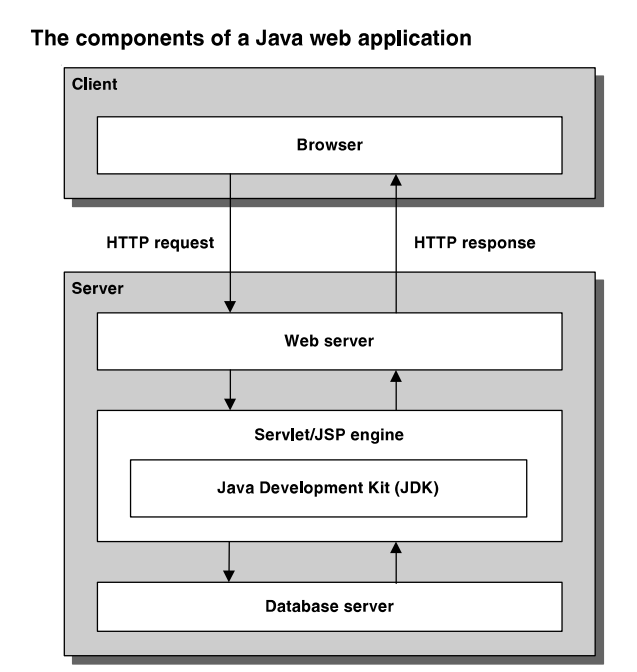 The components of a Java web application
Client
Browser
HTTP request
HTTP response
Server
Web server
Servlet/JSP engine
Java Development Kit (JDK)
Database server